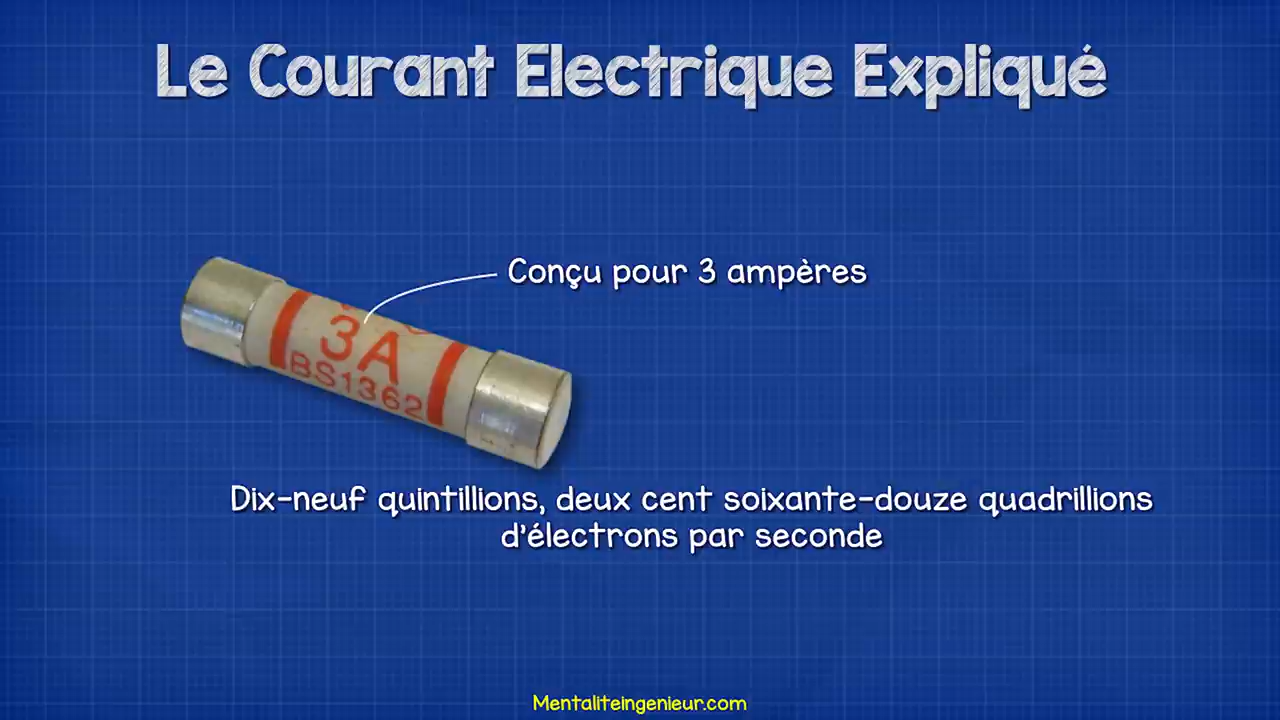 Le Courant Electrique Expliqué
Conçu pour 3 ampères
3A
BS1362
Dix-neuf quintillions, deux cent soixante-douze quadrillions
d'électrons par seconde
Mentaliteingenieur.com